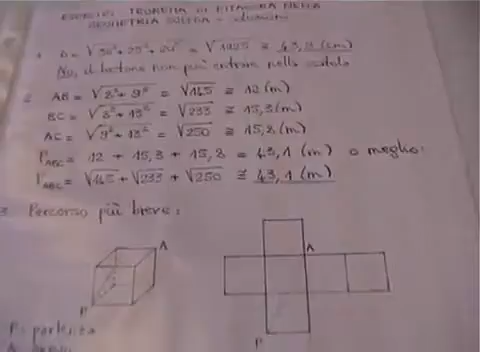 ESERCIZI TEOREMA DI PITAGORA NELLA
GEOMETRIA SOLIDA - soluzioni
1. D = √(30² + 25² + 20²) = √1925 ≅ 43,9 (cm)
No, il bastone non può entrare nella scatola
2. AB = √(8² + 9²) = √145 ≅ 12 (m)
BC = √(8² + 13²) = √233 ≅ 15,3 (m)
AC = √(9² + 13²) = √250 ≅ 15,8 (m)
P_ABC = 12 + 15,3 + 15,8 = 43,1 (m) o meglio:
P_ABC = √145 + √233 + √250 ≅ 43,1 (m)
3. Percorso più breve:
A A
P P
P: partenza
A: